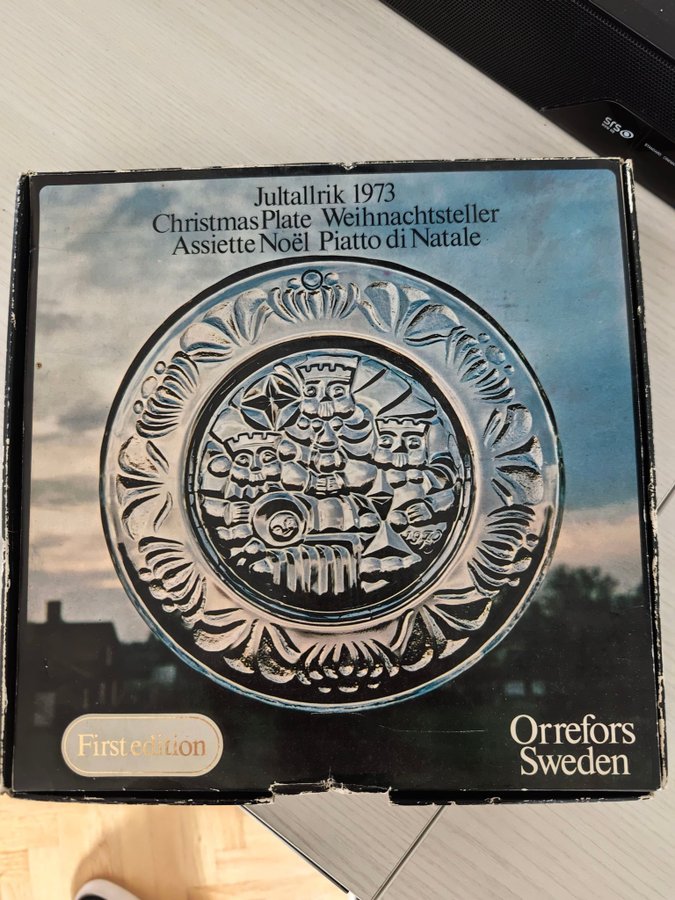 Jultallrik 1973
Christmas Plate Weihnachtsteller
Assiette Noël Piatto di Natale
1973
First edition
Orrefors
Sweden